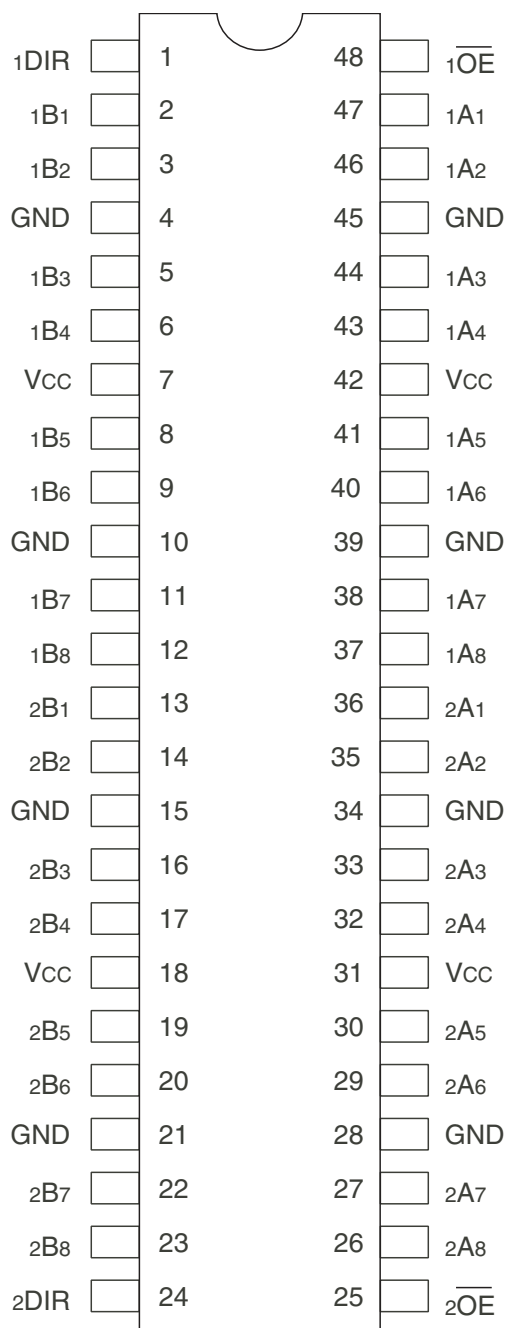 1DIR 1 48 1O̅E̅
1B1 2 47 1A1
1B2 3 46 1A2
GND 4 45 GND
1B3 5 44 1A3
1B4 6 43 1A4
VCC 7 42 VCC
1B5 8 41 1A5
1B6 9 40 1A6
GND 10 39 GND
1B7 11 38 1A7
1B8 12 37 1A8
2B1 13 36 2A1
2B2 14 35 2A2
GND 15 34 GND
2B3 16 33 2A3
2B4 17 32 2A4
VCC 18 31 VCC
2B5 19 30 2A5
2B6 20 29 2A6
GND 21 28 GND
2B7 22 27 2A7
2B8 23 26 2A8
2DIR 24 25 2O̅E̅